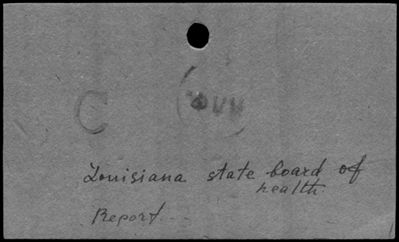 C
Louisiana state board of
health.
Report